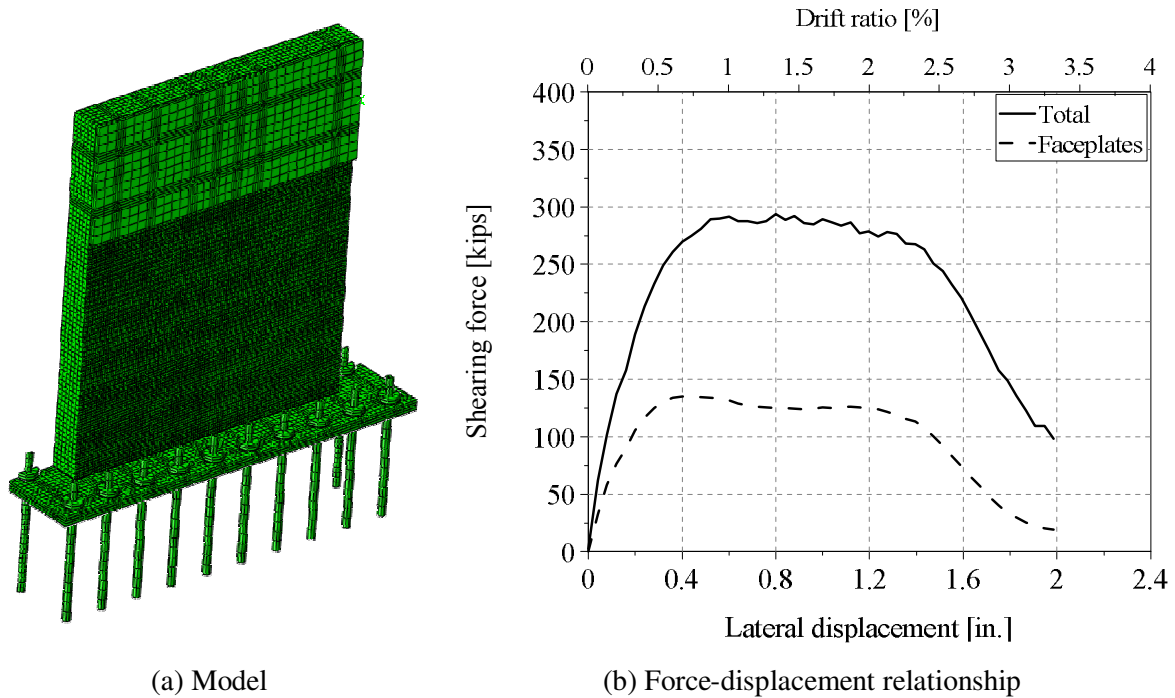 Drift ratio [%]
0 0.5 1 1.5 2 2.5 3 3.5 4
400
350
300
250
200
150
100
50
0
Shearing force [kips]
Total
Faceplates
0 0.4 0.8 1.2 1.6 2 2.4
Lateral displacement [in.]
(a) Model
(b) Force-displacement relationship